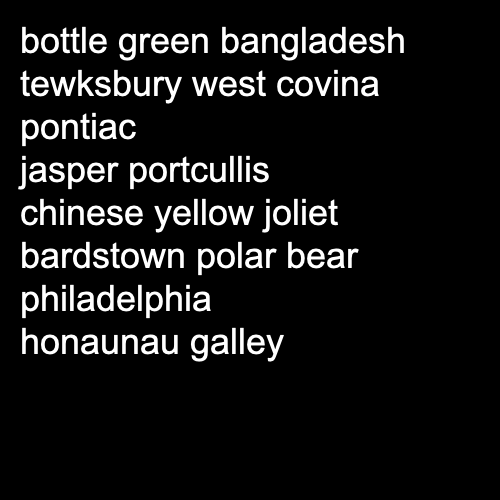 bottle green bangladesh
tewksbury west covina
pontiac
jasper portcullis
chinese yellow joliet
bardstown polar bear
philadelphia
honaunau galley